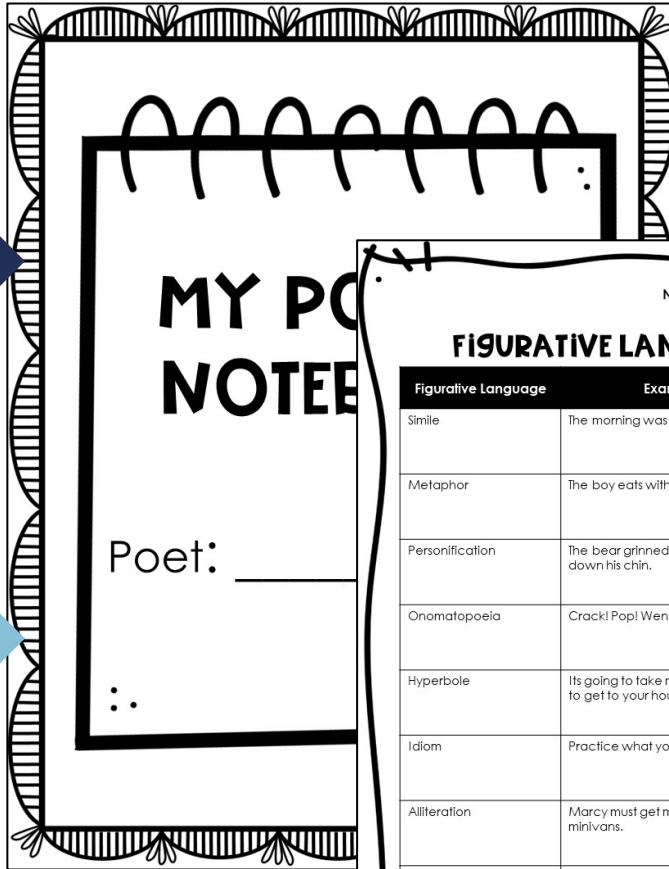 MY PO
NOTEB
Poet: ______
N
FIGURATIVE LAN
Figurative Language Exa
Simile The morning was
Metaphor The boy eats with
Personification The bear grinned
down his chin.
Onomatopoeia Crack! Pop! Wen
Hyperbole Its going to take
to get to your hou
Idiom Practice what yo
Alliteration Marcy must get m
minivans.